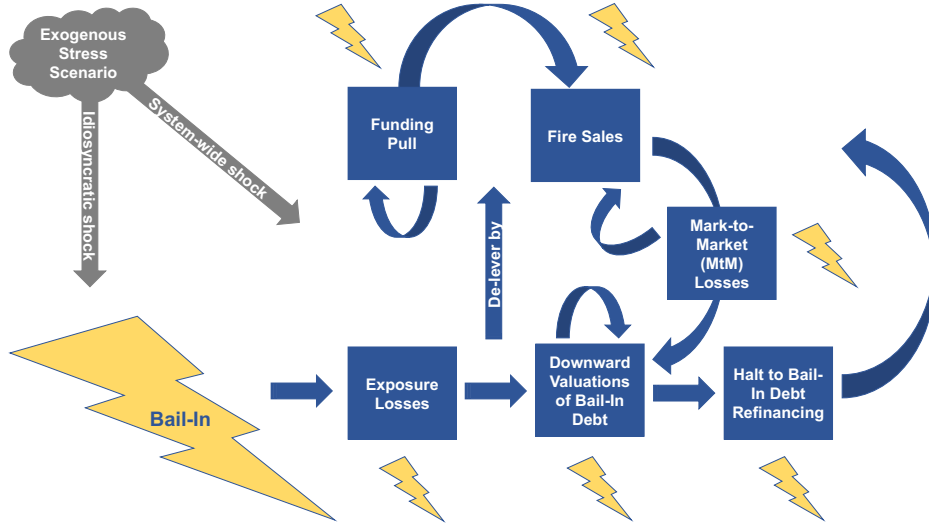 Exogenous
Stress
Scenario
Idiosyncratic shock
System-wide shock
Funding
Pull
Fire Sales
De-lever by
Mark-to-
Market
(MtM)
Losses
Bail-In
Exposure
Losses
Downward
Valuations
of Bail-In
Debt
Halt to Bail-
In Debt
Refinancing